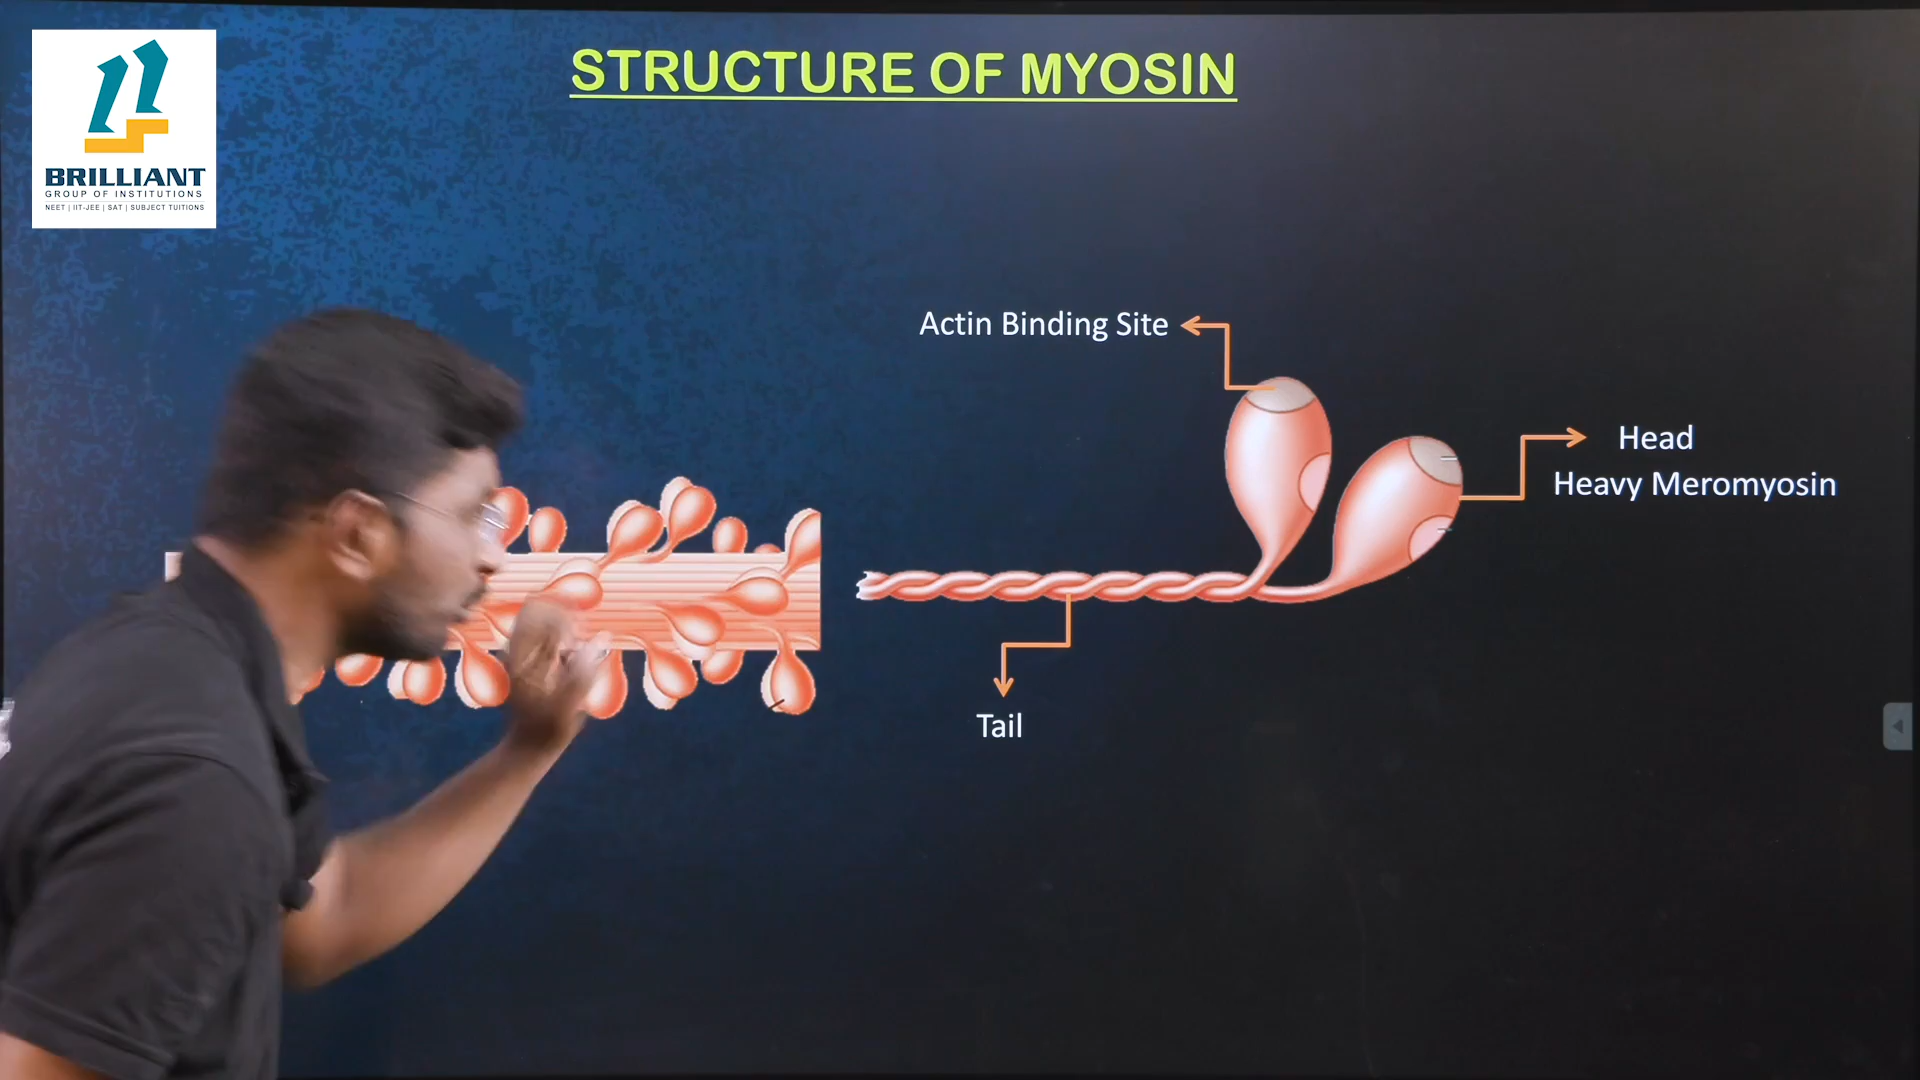 STRUCTURE OF MYOSIN
BRILLIANT
GROUP OF INSTITUTIONS
NEET | IIT-JEE | SAT | SUBJECT TUITIONS
Actin Binding Site
Head
Heavy Meromyosin
Tail